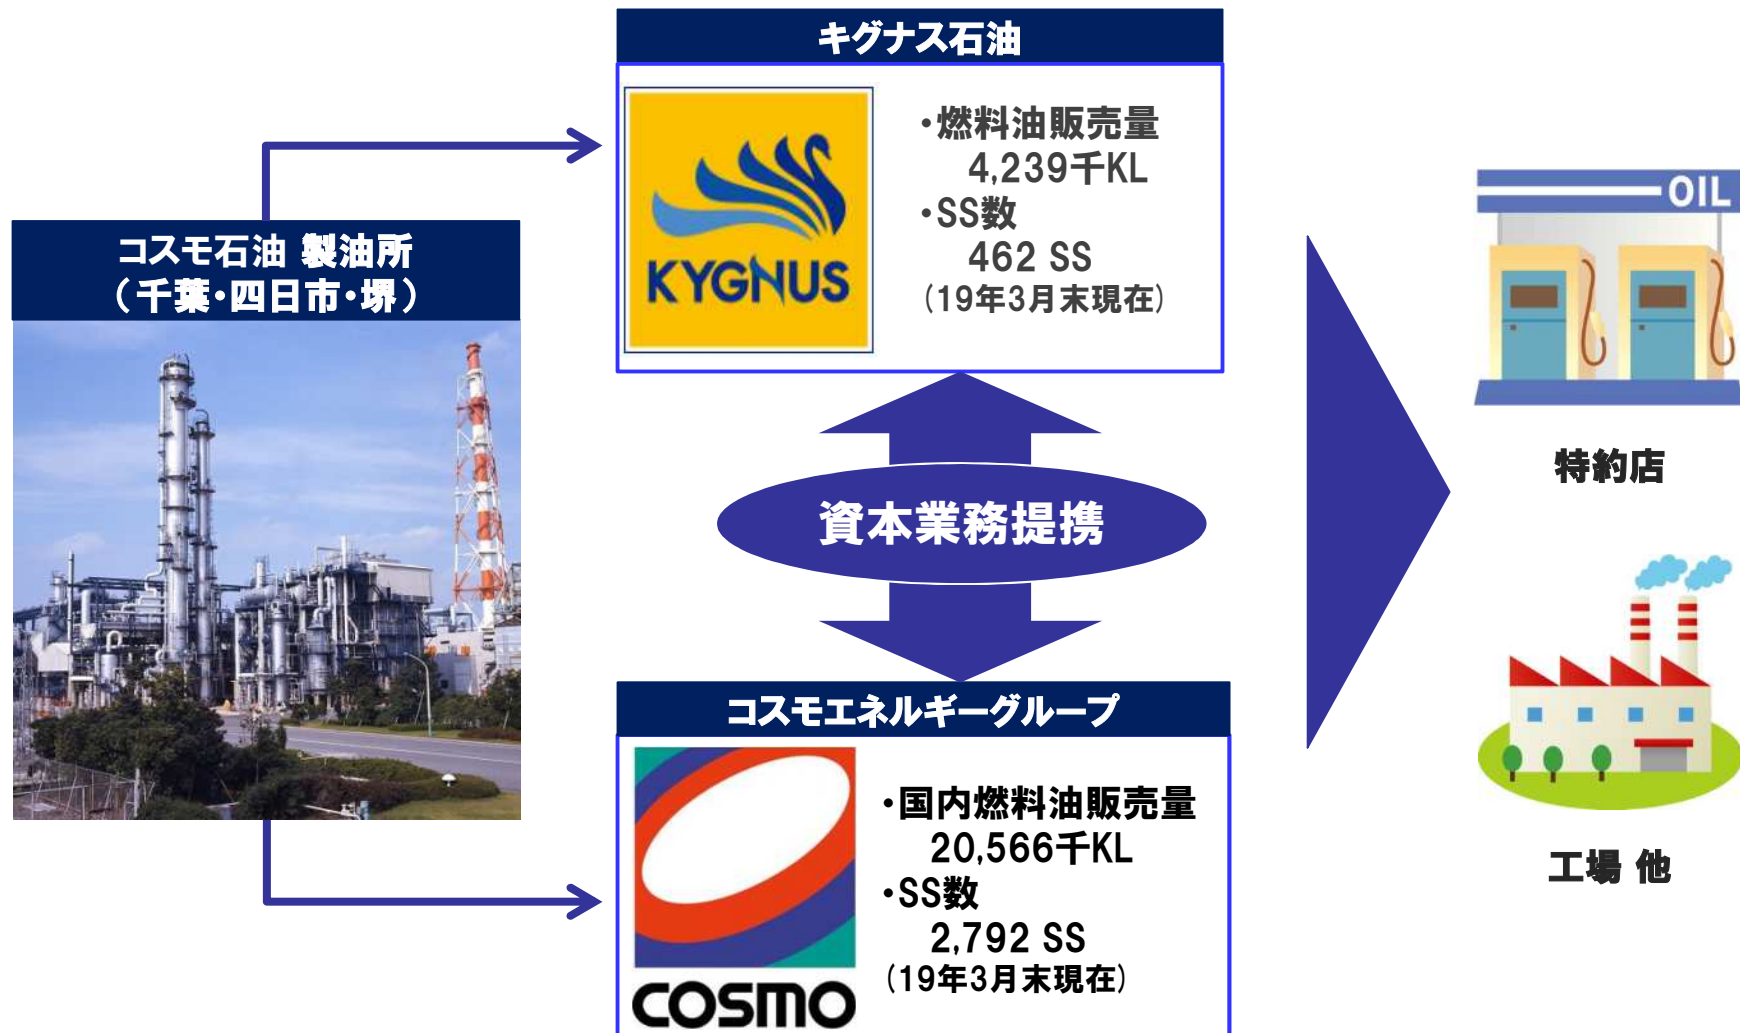 キグナス石油
KYGNUS
・燃料油販売量
4,239千KL
・SS数
462 SS
(19年3月末現在)
コスモ石油 製油所
(千葉・四日市・堺)
資本業務提携
コスモエネルギーグループ
COSMO
・国内燃料油販売量
20,566千KL
・SS数
2,792 SS
(19年3月末現在)
OIL
特約店
工場 他